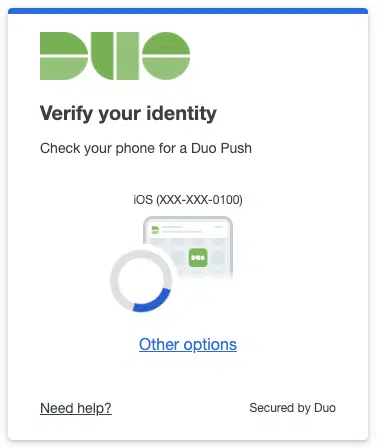 DUO
Verify your identity
Check your phone for a Duo Push
iOS (XXX-XXX-0100)
DUO
Other options
Need help?
Secured by Duo